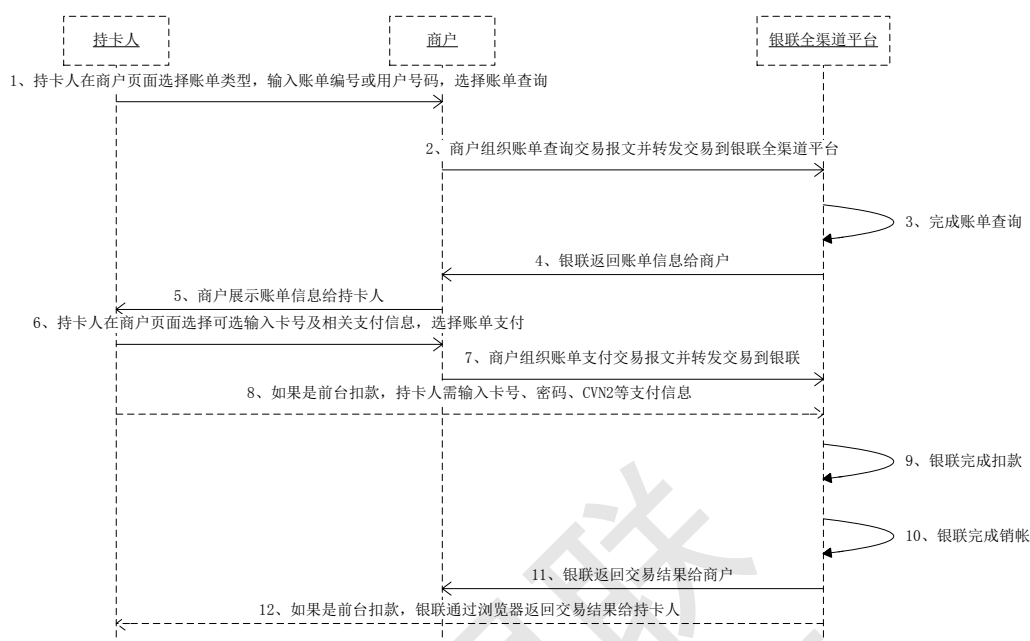 持卡人
商户
银联全渠道平台
1、持卡人在商户页面选择账单类型，输入账单编号或用户号码，选择账单查询
2、商户组织账单查询交易报文并转发交易到银联全渠道平台
3、完成账单查询
4、银联返回账单信息给商户
5、商户展示账单信息给持卡人
6、持卡人在商户页面选择可选输入卡号及相关支付信息，选择账单支付
7、商户组织账单支付交易报文并转发交易到银联
8、如果是前台扣款，持卡人需输入卡号、密码、CVN2等支付信息
9、银联完成扣款
10、银联完成销帐
11、银联返回交易结果给商户
12、如果是前台扣款，银联通过浏览器返回交易结果给持卡人